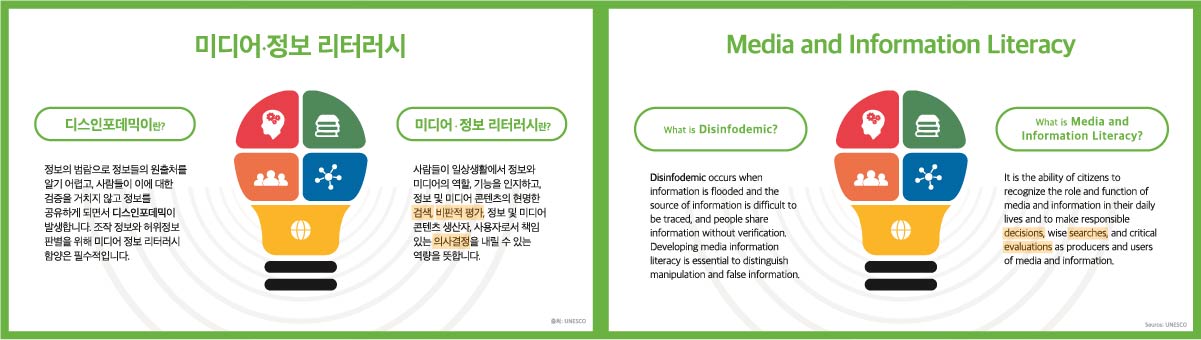 미디어·정보 리터러시
디스인포데믹이란?
정보의 범람으로 정보들의 원출처를
알기 어렵고, 사람들이 이에 대한
검증을 거치지 않고 정보를
공유하게 되면서 디스인포데믹이
발생합니다. 조작 정보와 허위정보
판별을 위해 미디어 정보 리터러시
함양은 필수적입니다.
미디어·정보 리터러시란?
사람들이 일상생활에서 정보와
미디어의 역할, 기능을 인지하고,
정보 및 미디어 콘텐츠의 현명한
검색, 비판적 평가, 정보 및 미디어
콘텐츠 생산자, 사용자로서 책임
있는 의사결정을 내릴 수 있는
역량을 뜻합니다.
출처: UNESCO
Media and Information Literacy
What is Disinfodemic?
Disinfodemic occurs when
information is flooded and the
source of information is difficult to
be traced, and people share
information without verification.
Developing media information
literacy is essential to distinguish
manipulation and false information.
What is Media and
Information Literacy?
It is the ability of citizens to
recognize the role and function of
media and information in their daily
lives and to make responsible
decisions, wise searches, and critical
evaluations as producers and users
of media and information.
Source: UNESCO